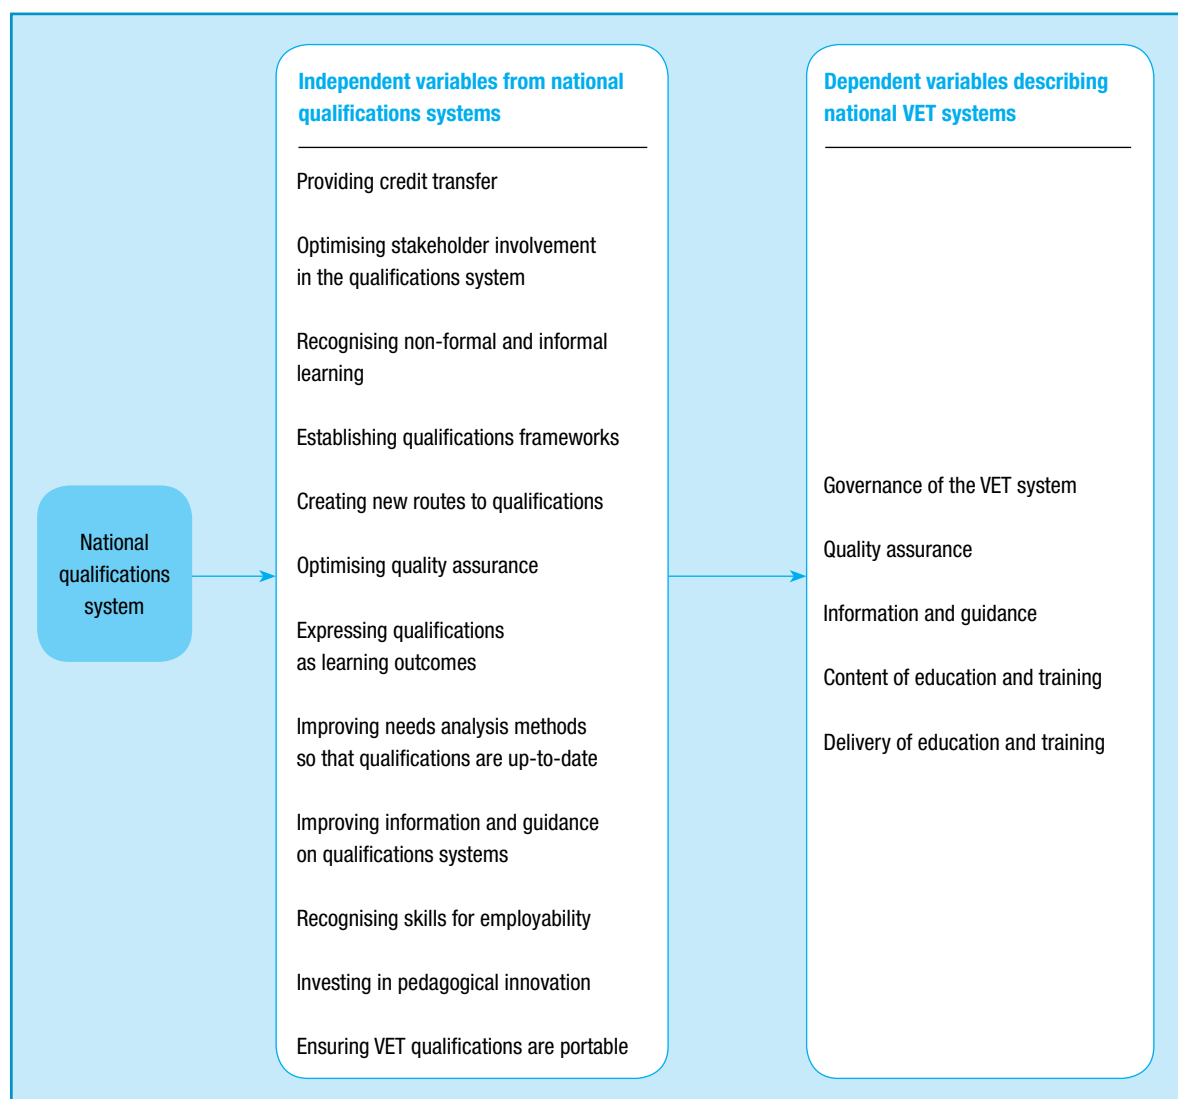 National
qualifications
system
Independent variables from national
qualifications systems
Providing credit transfer
Optimising stakeholder involvement
in the qualifications system
Recognising non-formal and informal
learning
Establishing qualifications frameworks
Creating new routes to qualifications
Optimising quality assurance
Expressing qualifications
as learning outcomes
Improving needs analysis methods
so that qualifications are up-to-date
Improving information and guidance
on qualifications systems
Recognising skills for employability
Investing in pedagogical innovation
Ensuring VET qualifications are portable
Dependent variables describing
national VET systems
Governance of the VET system
Quality assurance
Information and guidance
Content of education and training
Delivery of education and training